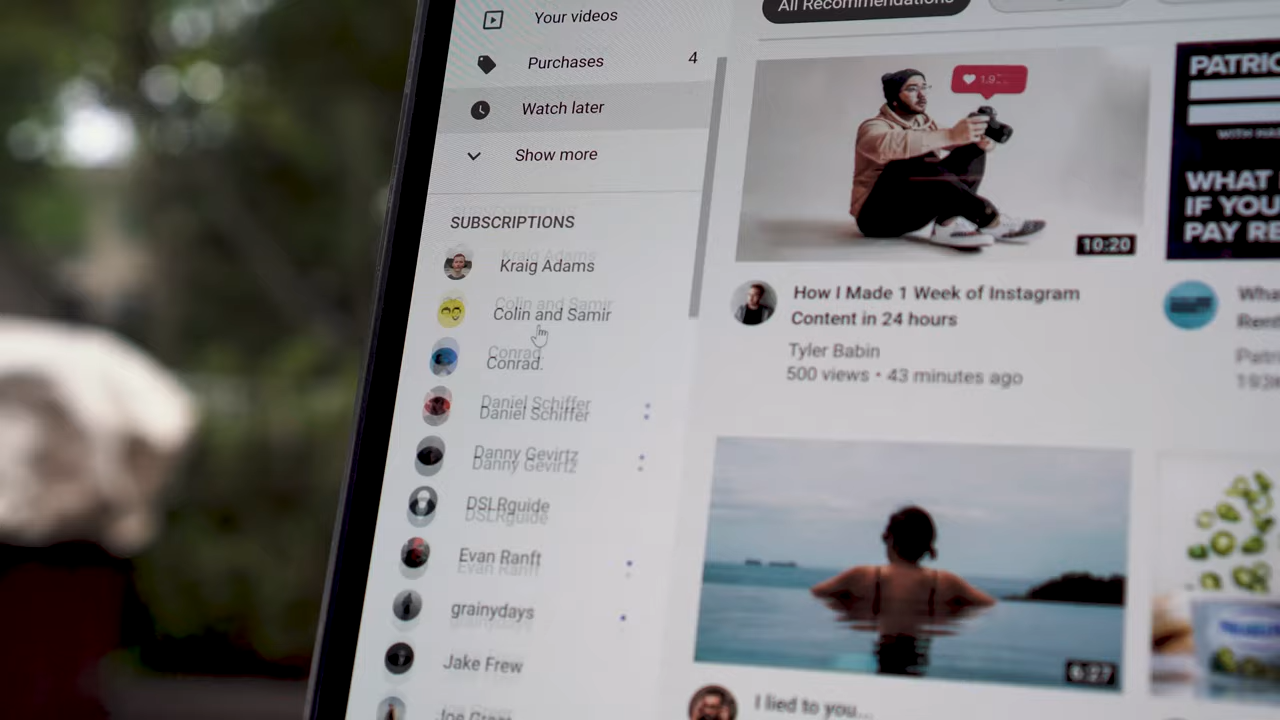 Your videos
Purchases 4
Watch later
Show more
SUBSCRIPTIONS
Kraig Adams
Colin and Samir
Conrad.
Daniel Schiffer
Danny Gevirtz
DSLRguide
Evan Ranft
grainydays
Jake Frew
All Recommendations
10:20
How I Made 1 Week of Instagram
Content in 24 hours
Tyler Babin
500 views • 43 minutes ago
6:27
I lied to you...
WHAT
IF YOU
PAY